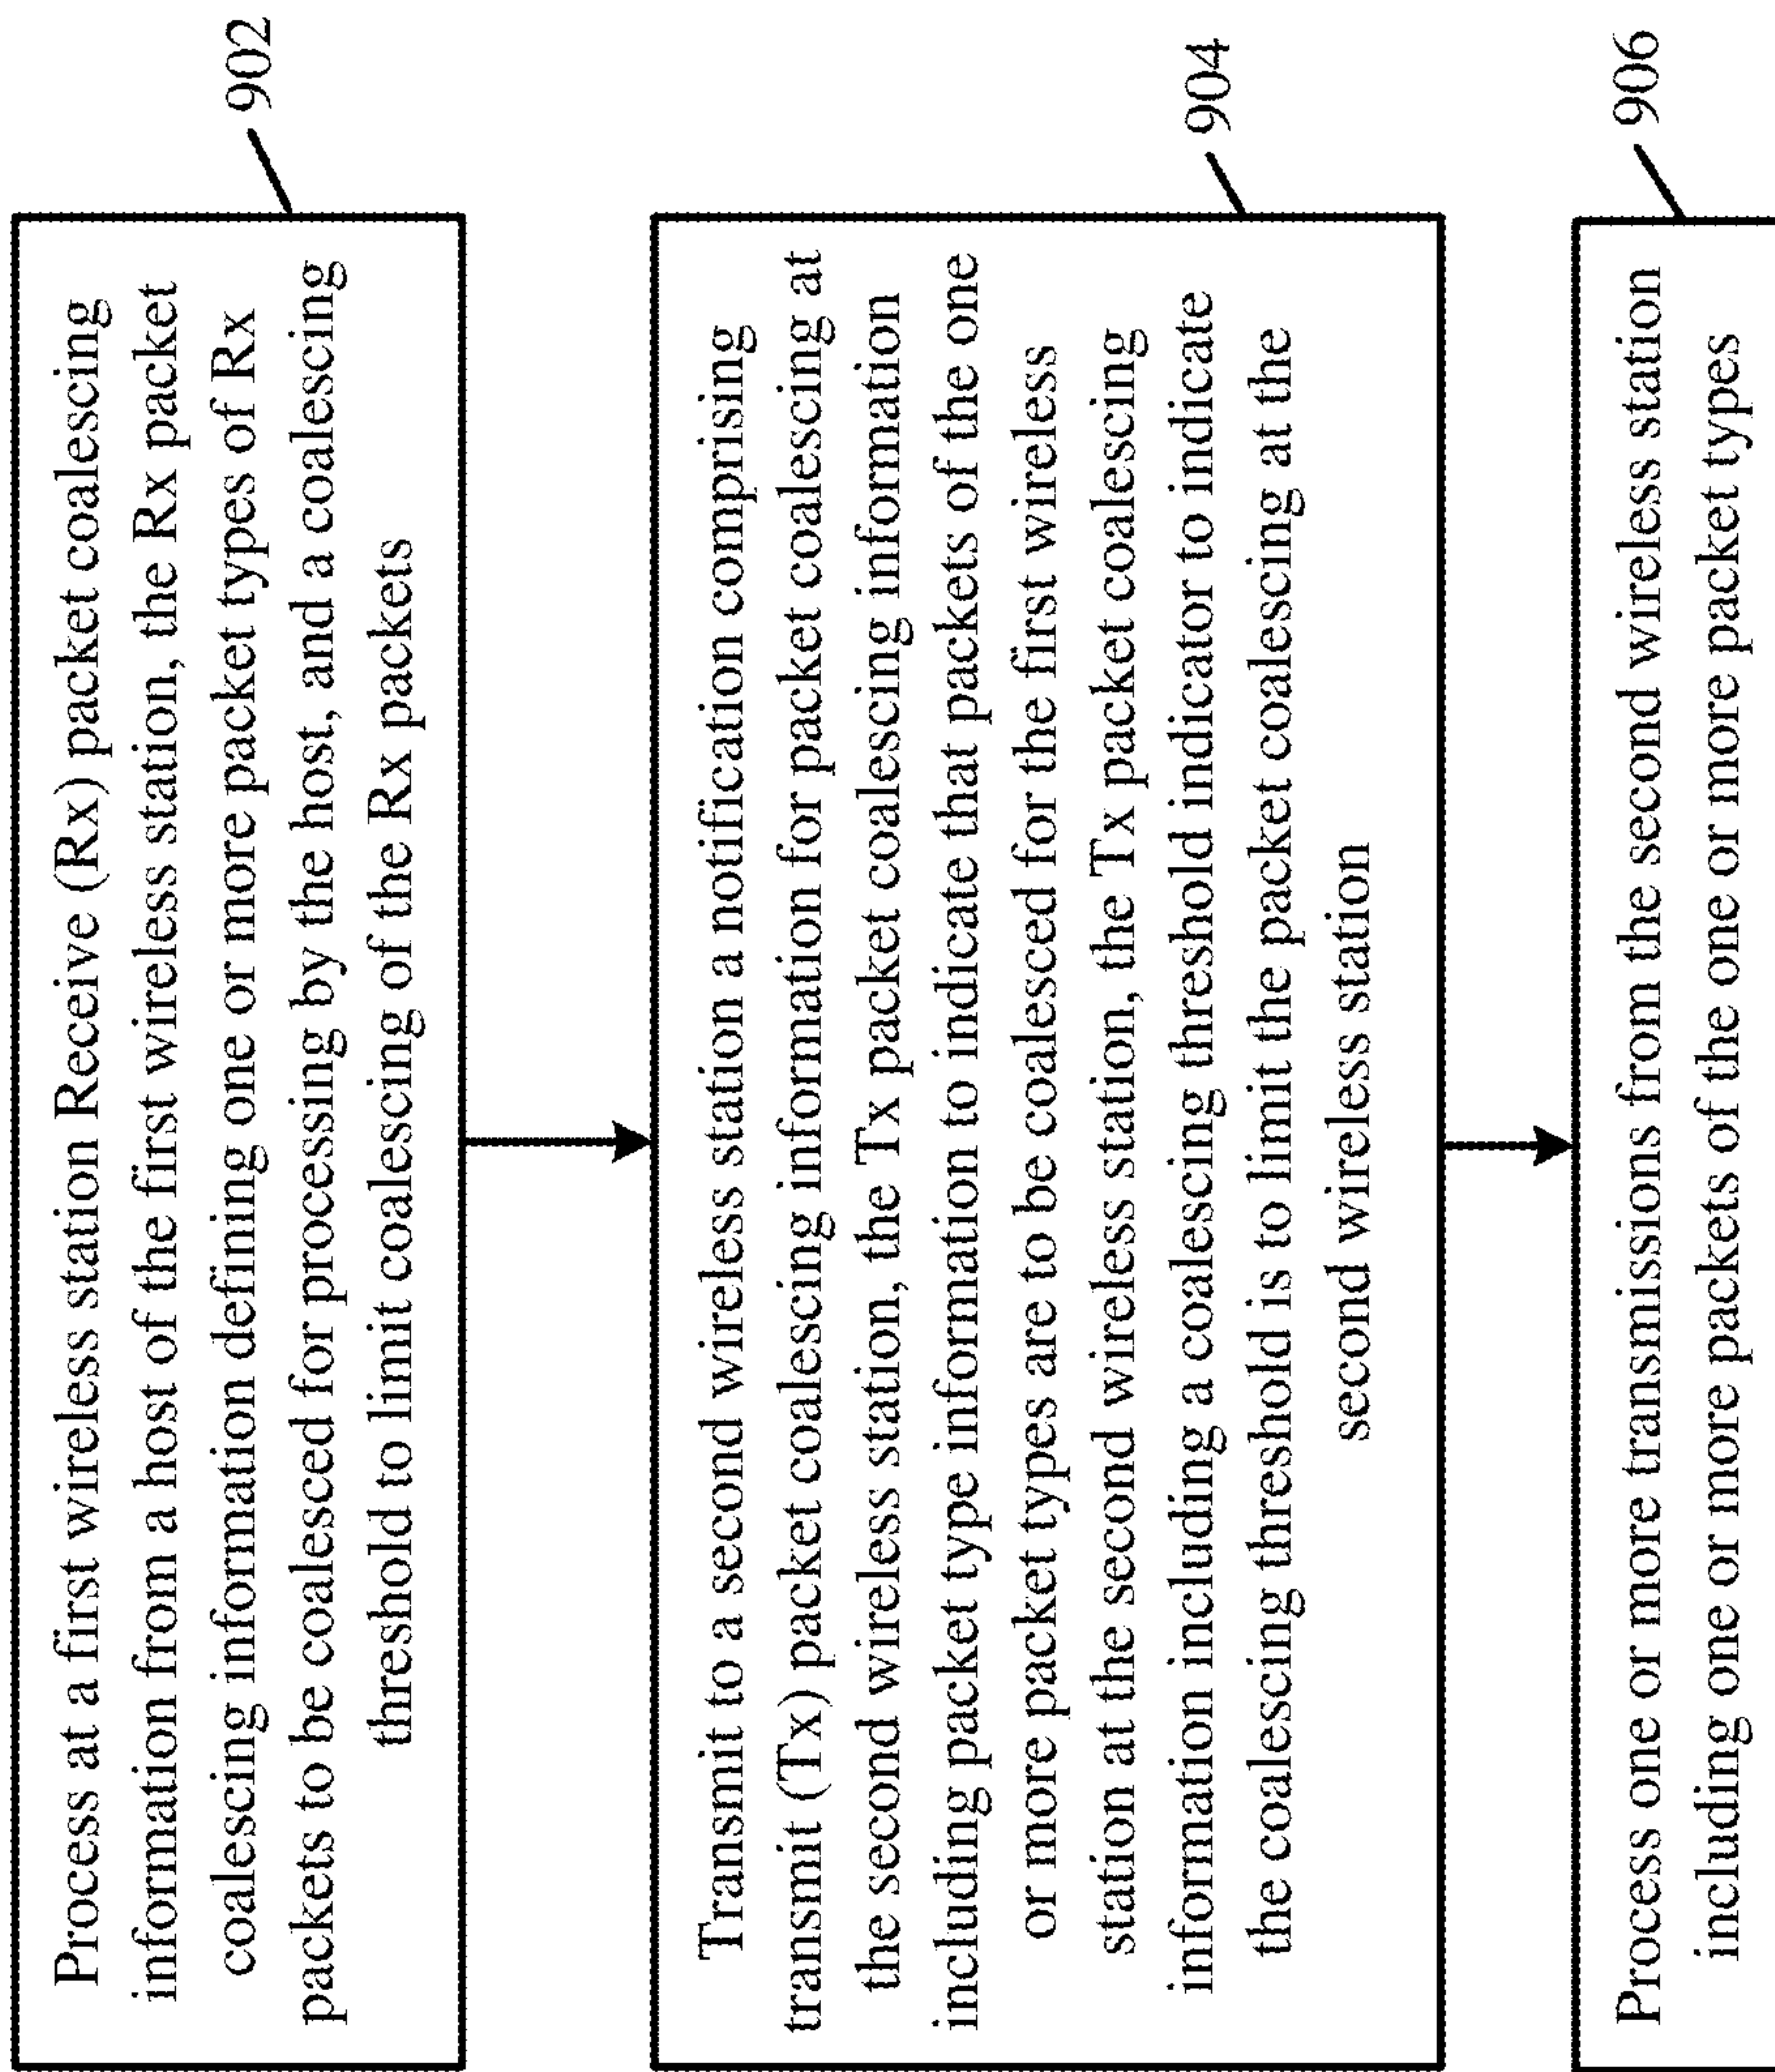 Process at a first wireless station Receive (Rx) packet coalescing
information from a host of the first wireless station, the Rx packet
coalescing information defining one or more packet types of Rx
packets to be coalesced for processing by the host, and a coalescing
threshold to limit coalescing of the Rx packets
902
Transmit to a second wireless station a notification comprising
transmit (Tx) packet coalescing information for packet coalescing at
the second wireless station, the Tx packet coalescing information
including packet type information to indicate that packets of the one
or more packet types are to be coalesced for the first wireless
station at the second wireless station, the Tx packet coalescing
information including a coalescing threshold indicator to indicate
the coalescing threshold is to limit the packet coalescing at the
second wireless station
904
Process one or more transmissions from the second wireless station
including one or more packets of the one or more packet types
906